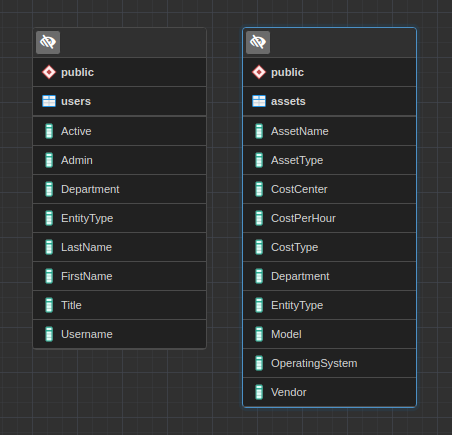 public
users
Active
Admin
Department
EntityType
LastName
FirstName
Title
Username
public
assets
AssetName
AssetType
CostCenter
CostPerHour
CostType
Department
EntityType
Model
OperatingSystem
Vendor